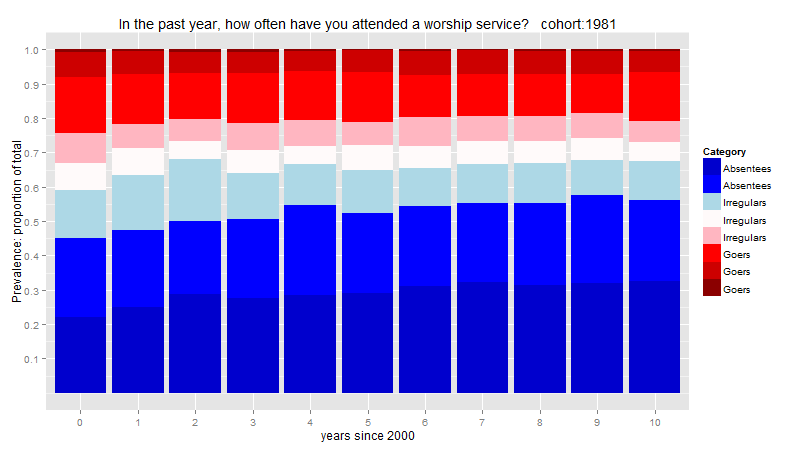 In the past year, how often have you attended a worship service?   cohort:1981
Prevalence: proportion of total
1.0
0.9
0.8
0.7
0.6
0.5
0.4
0.3
0.2
0.1
0 1 2 3 4 5 6 7 8 9 10
years since 2000
Category
Absentees
Absentees
Irregulars
Irregulars
Irregulars
Goers
Goers
Goers